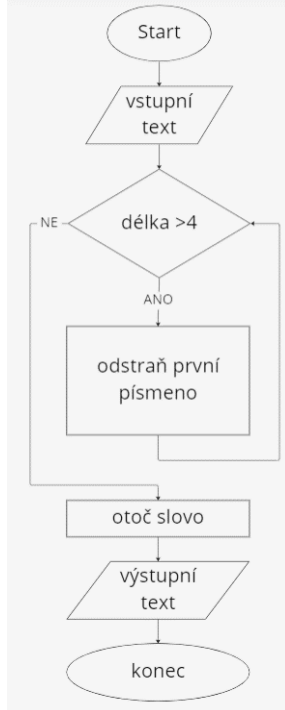 Start
vstupní
text
délka >4
NE
ANO
odstraň první
písmeno
otoč slovo
výstupní
text
konec